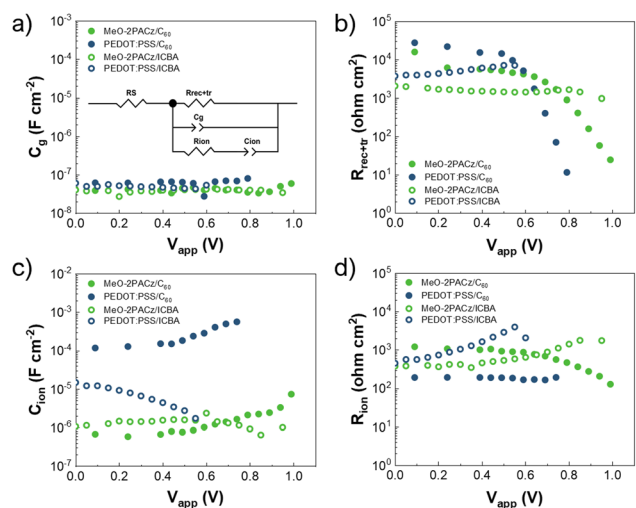 a)
C_g (F cm⁻²)
10⁻³
10⁻⁴
10⁻⁵
10⁻⁶
10⁻⁷
10⁻⁸
MeO-2PACz/C₆₀
PEDOT:PSS/C₆₀
MeO-2PACz/ICBA
PEDOT:PSS/ICBA
RS
Rrec+tr
Cg
Rion
Cion
0.0 0.2 0.4 0.6 0.8 1.0
V_app (V)
b)
R_rec+tr (ohm cm²)
10⁵
10⁴
10³
10²
10¹
10⁰
MeO-2PACz/C₆₀
PEDOT:PSS/C₆₀
MeO-2PACz/ICBA
PEDOT:PSS/ICBA
0.0 0.2 0.4 0.6 0.8 1.0
V_app (V)
c)
C_ion (F cm⁻²)
10⁻²
10⁻³
10⁻⁴
10⁻⁵
10⁻⁶
10⁻⁷
MeO-2PACz/C₆₀
PEDOT:PSS/C₆₀
MeO-2PACz/ICBA
PEDOT:PSS/ICBA
0.0 0.2 0.4 0.6 0.8 1.0
V_app (V)
d)
R_ion (ohm cm²)
10⁵
10⁴
10³
10²
10¹
10⁰
MeO-2PACz/C₆₀
PEDOT:PSS/C₆₀
MeO-2PACz/ICBA
PEDOT:PSS/ICBA
0.0 0.2 0.4 0.6 0.8 1.0
V_app (V)